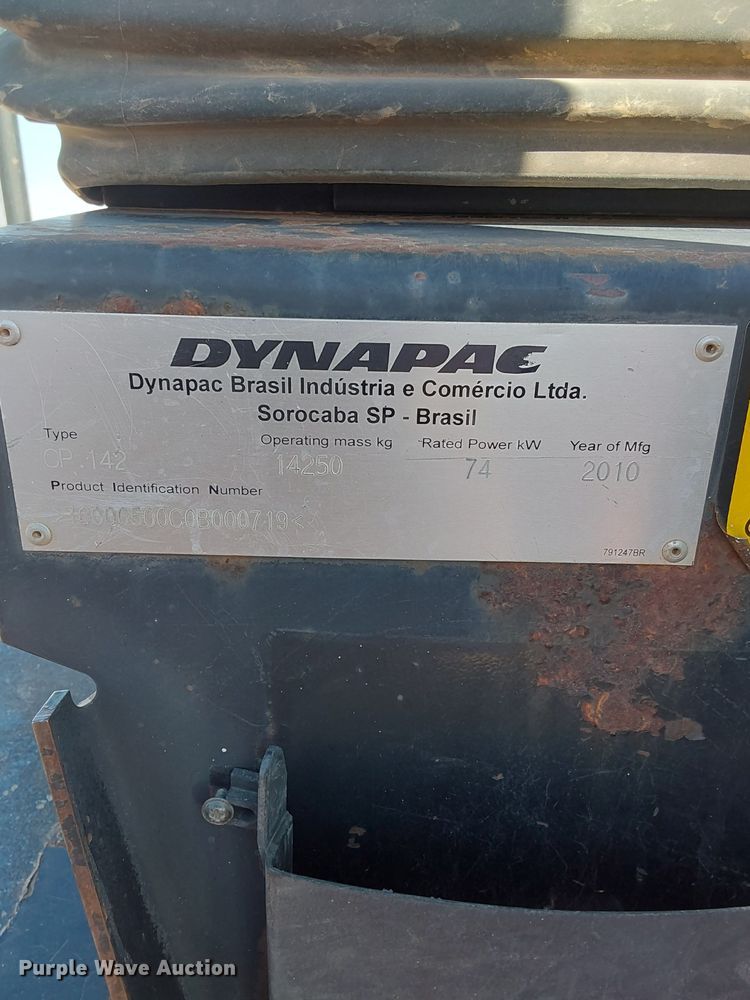 DYNAPAC
Dynapac Brasil Indústria e Comércio Ltda.
Sorocaba SP - Brasil
Type Operating mass kg Rated Power kW Year of Mfg
CP 142 14250 74 2010
Product Identification Number
791247BR
Purple Wave Auction